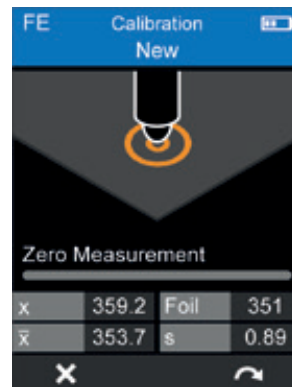 FE Calibration
New
Zero Measurement
x 359.2 Foil 351
x̅ 353.7 s 0.89